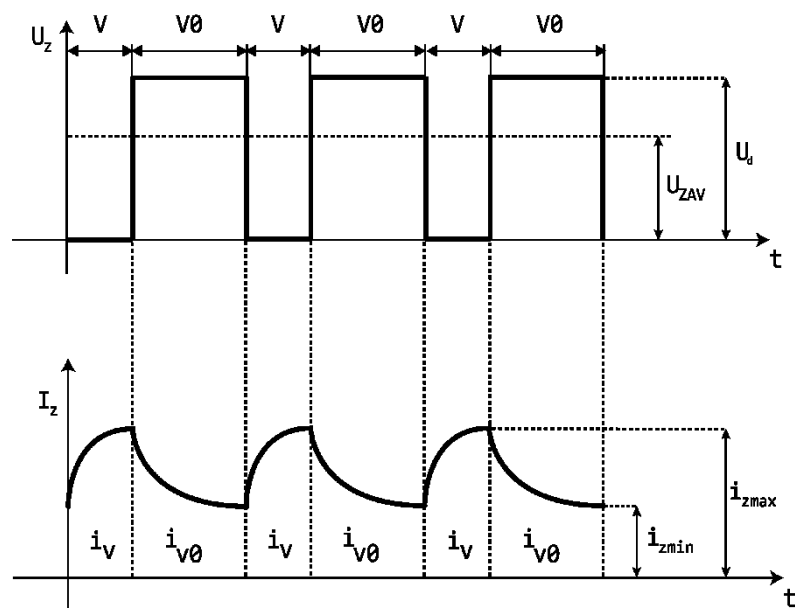 V V0 V V0 V V0
U_z
U_d
U_ZAV
t
I_z
i_zmax
i_V i_V0 i_V i_V0 i_V i_V0 i_zmin
t